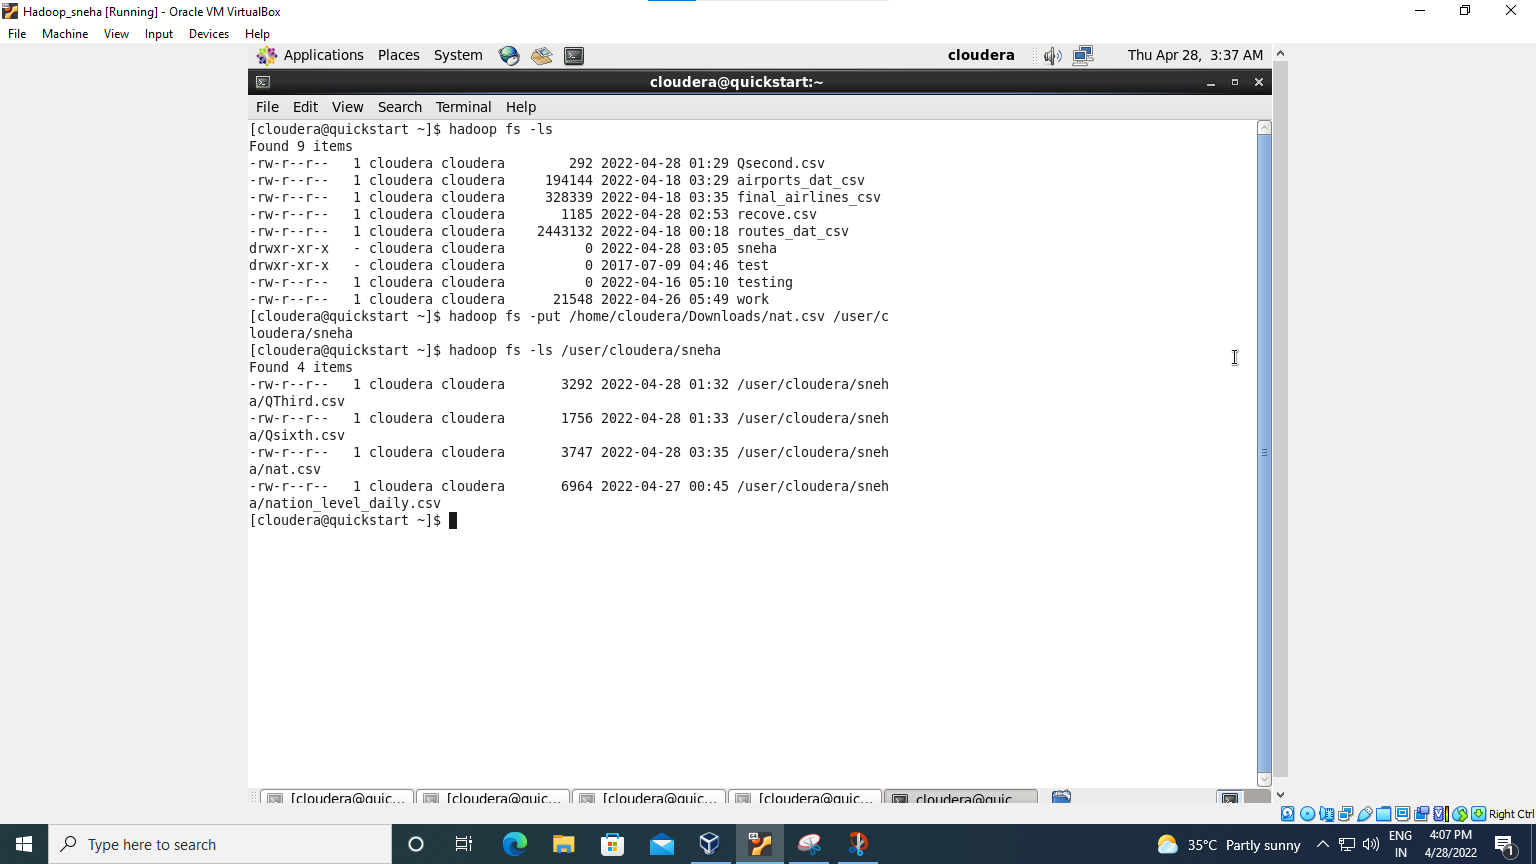 Hadoop_sneha [Running] - Oracle VM VirtualBox
File Machine View Input Devices Help
Applications Places System cloudera Thu Apr 28, 3:37 AM
cloudera@quickstart:~
File Edit View Search Terminal Help
[cloudera@quickstart ~]$ hadoop fs -ls
Found 9 items
-rw-r--r--   1 cloudera cloudera        292 2022-04-28 01:29 Qsecond.csv
-rw-r--r--   1 cloudera cloudera     194144 2022-04-18 03:29 airports_dat_csv
-rw-r--r--   1 cloudera cloudera     328339 2022-04-18 03:35 final_airlines_csv
-rw-r--r--   1 cloudera cloudera       1185 2022-04-28 02:53 recove.csv
-rw-r--r--   1 cloudera cloudera    2443132 2022-04-18 00:18 routes_dat_csv
drwxr-xr-x   - cloudera cloudera          0 2022-04-28 03:05 sneha
drwxr-xr-x   - cloudera cloudera          0 2017-07-09 04:46 test
-rw-r--r--   1 cloudera cloudera          0 2022-04-16 05:10 testing
-rw-r--r--   1 cloudera cloudera      21548 2022-04-26 05:49 work
[cloudera@quickstart ~]$ hadoop fs -put /home/cloudera/Downloads/nat.csv /user/c
loudera/sneha
[cloudera@quickstart ~]$ hadoop fs -ls /user/cloudera/sneha
Found 4 items
-rw-r--r--   1 cloudera cloudera       3292 2022-04-28 01:32 /user/cloudera/sneh
a/QThird.csv
-rw-r--r--   1 cloudera cloudera       1756 2022-04-28 01:33 /user/cloudera/sneh
a/Qsixth.csv
-rw-r--r--   1 cloudera cloudera       3747 2022-04-28 03:35 /user/cloudera/sneh
a/nat.csv
-rw-r--r--   1 cloudera cloudera       6964 2022-04-27 00:45 /user/cloudera/sneh
a/nation_level_daily.csv
[cloudera@quickstart ~]$
[cloudera@quic... [cloudera@quic... [cloudera@quic... [cloudera@quic... cloudera@quic...
Right Ctrl
Type here to search
35°C Partly sunny
ENG
IN
4:07 PM
4/28/2022
1